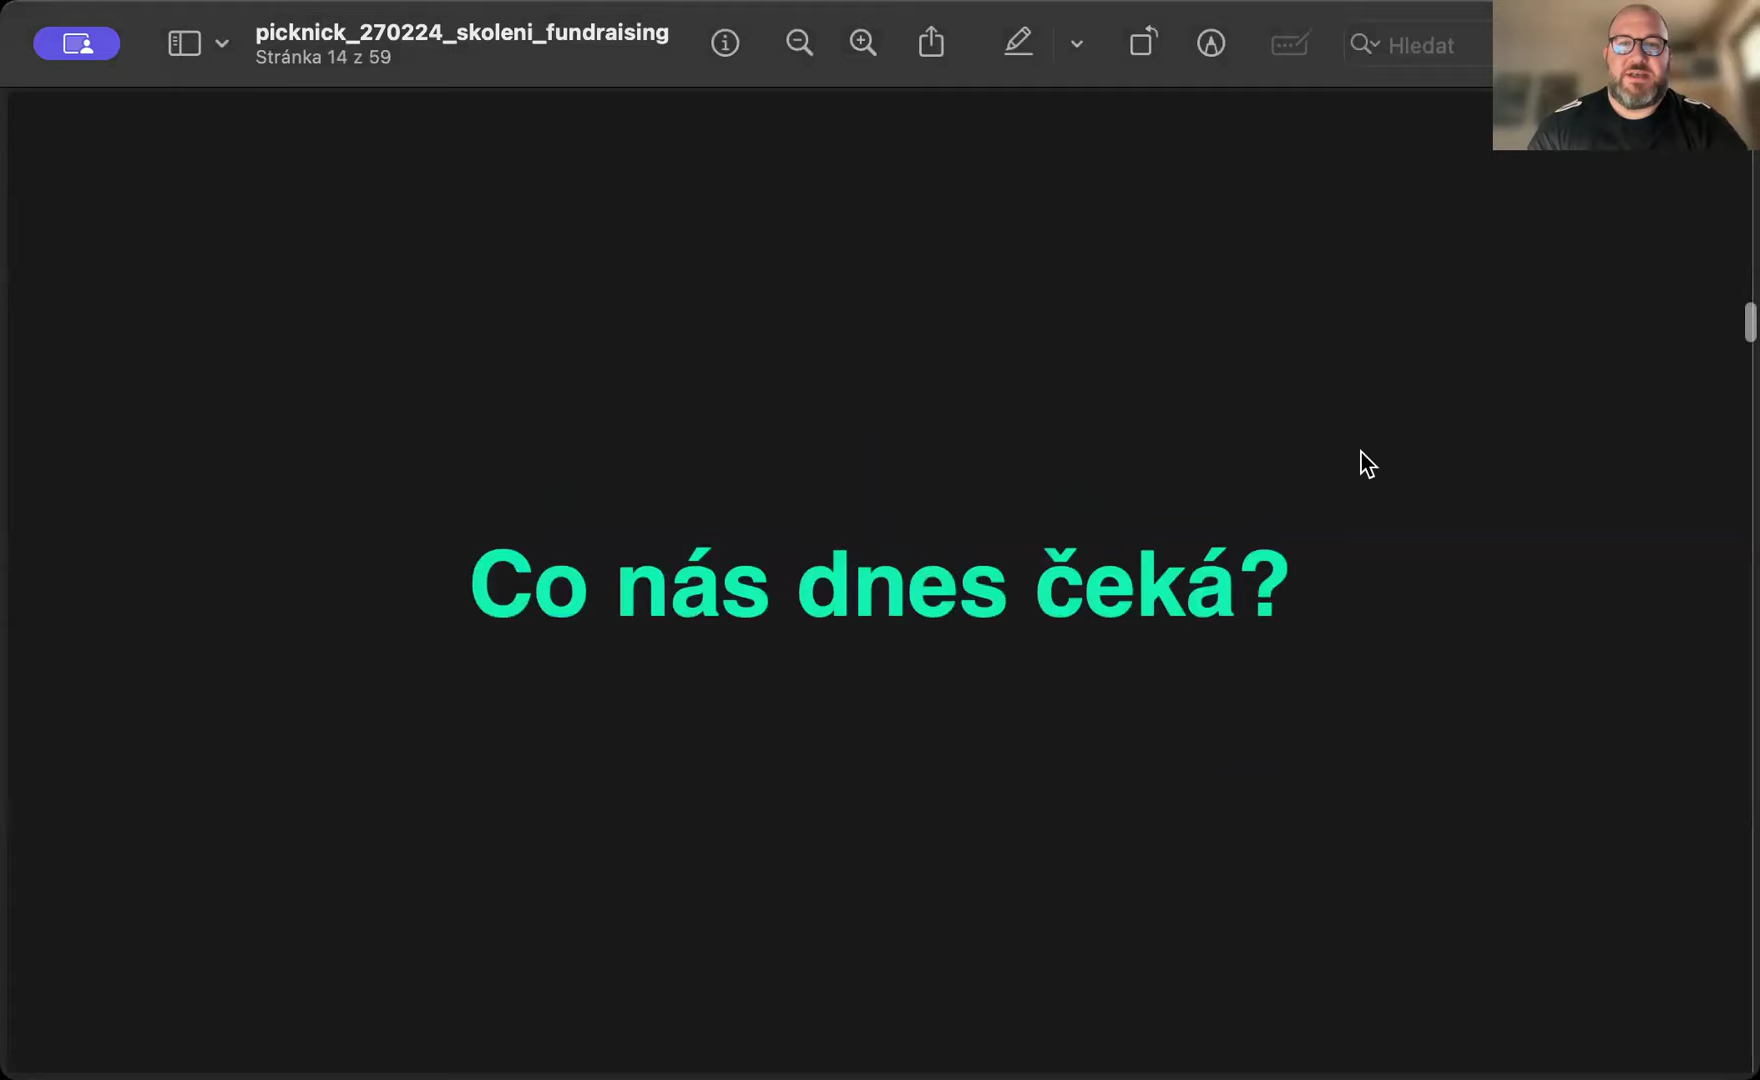 picknick_270224_skoleni_fundraising
Stránka 14 z 59
Hledat
Co nás dnes čeká?